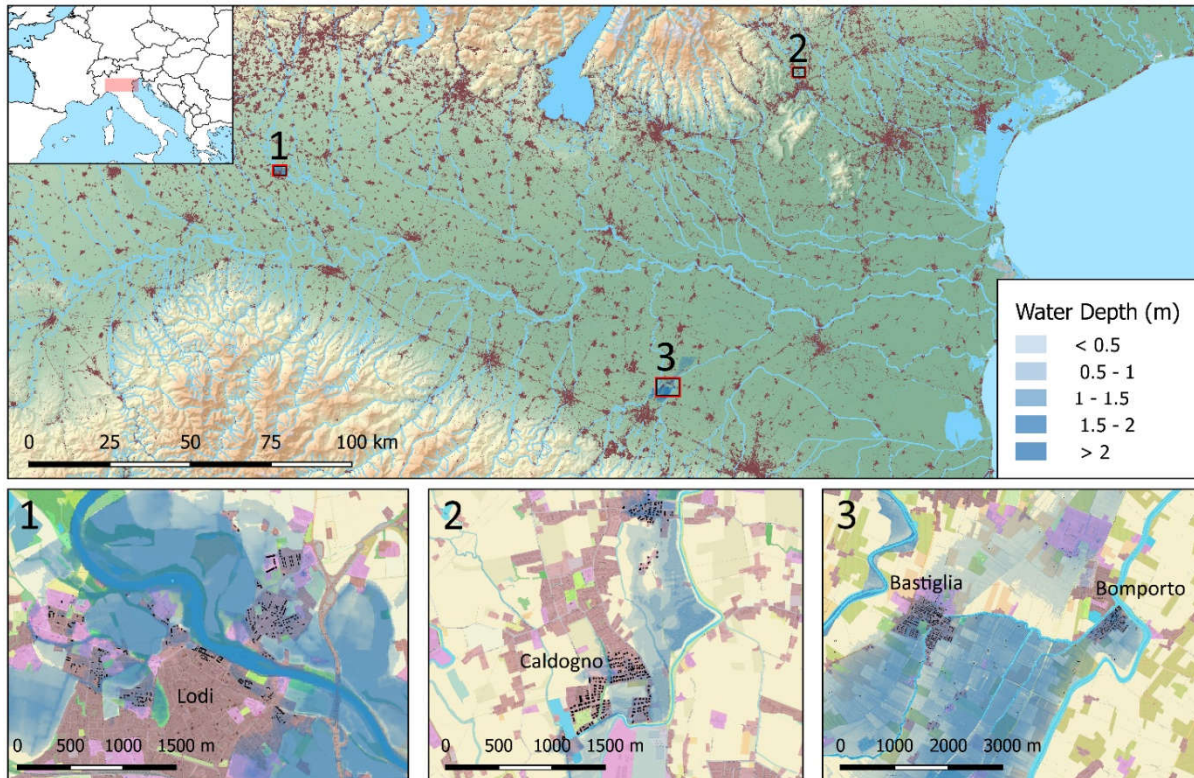 1
2
3
Water Depth (m)
< 0.5
0.5 - 1
1 - 1.5
1.5 - 2
> 2
0 25 50 75 100 km
1
Lodi
0 500 1000 1500 m
2
Caldogno
0 500 1000 1500 m
3
Bastiglia
Bomporto
0 1000 2000 3000 m